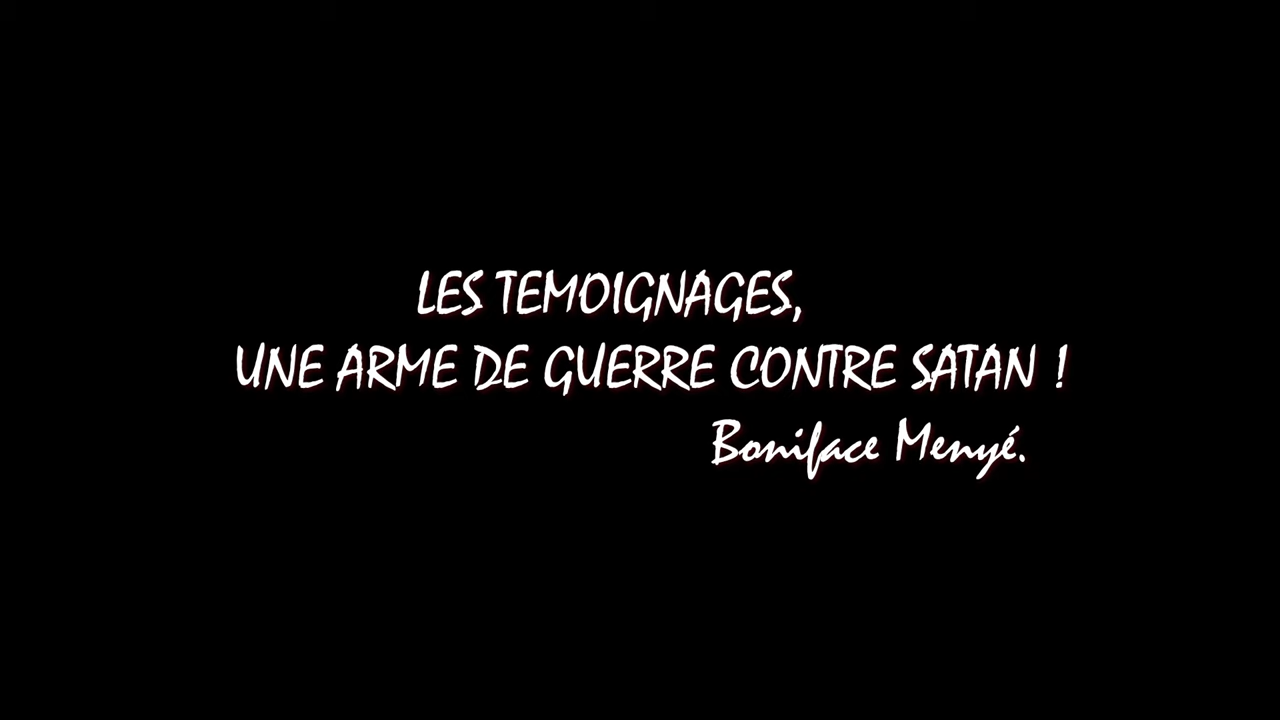 LES TEMOIGNAGES,
UNE ARME DE GUERRE CONTRE SATAN !
Boniface Menyé.